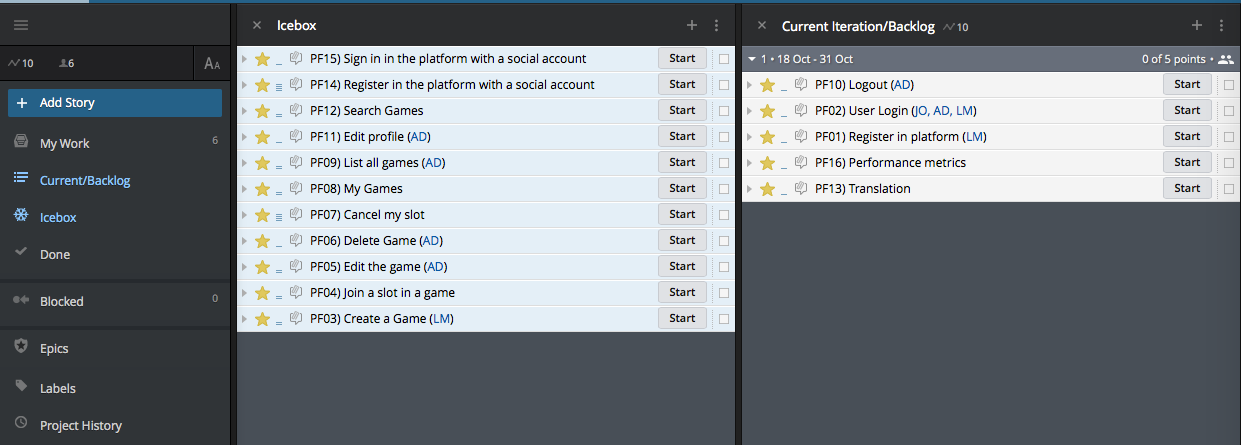 10 6 AA
+ Add Story
My Work 6
Current/Backlog
Icebox
Done
Blocked 0
Epics
Labels
Project History
× Icebox +
PF15) Sign in in the platform with a social account Start
PF14) Register in the platform with a social account Start
PF12) Search Games Start
PF11) Edit profile (AD) Start
PF09) List all games (AD) Start
PF08) My Games Start
PF07) Cancel my slot Start
PF06) Delete Game (AD) Start
PF05) Edit the game (AD) Start
PF04) Join a slot in a game Start
PF03) Create a Game (LM) Start
× Current Iteration/Backlog 10 +
1 • 18 Oct - 31 Oct 0 of 5 points •
PF10) Logout (AD) Start
PF02) User Login (JO, AD, LM) Start
PF01) Register in platform (LM) Start
PF16) Performance metrics Start
PF13) Translation Start